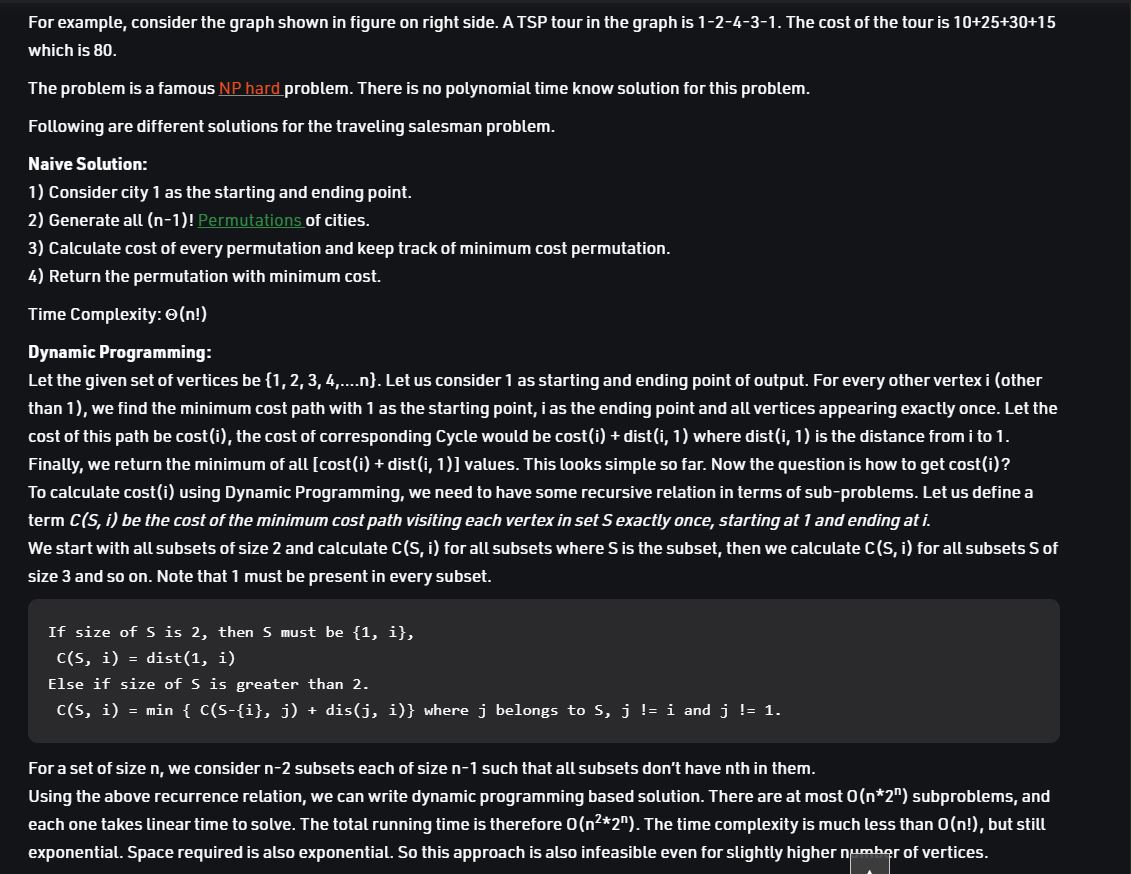 For example, consider the graph shown in figure on right side. A TSP tour in the graph is 1-2-4-3-1. The cost of the tour is 10+25+30+15
which is 80.
The problem is a famous NP hard problem. There is no polynomial time know solution for this problem.
Following are different solutions for the traveling salesman problem.
Naive Solution:
1) Consider city 1 as the starting and ending point.
2) Generate all (n-1)! Permutations of cities.
3) Calculate cost of every permutation and keep track of minimum cost permutation.
4) Return the permutation with minimum cost.
Time Complexity: Θ(n!)
Dynamic Programming:
Let the given set of vertices be {1, 2, 3, 4,....n}. Let us consider 1 as starting and ending point of output. For every other vertex i (other
than 1), we find the minimum cost path with 1 as the starting point, i as the ending point and all vertices appearing exactly once. Let the
cost of this path be cost(i), the cost of corresponding Cycle would be cost(i) + dist(i, 1) where dist(i, 1) is the distance from i to 1.
Finally, we return the minimum of all [cost(i) + dist(i, 1)] values. This looks simple so far. Now the question is how to get cost(i)?
To calculate cost(i) using Dynamic Programming, we need to have some recursive relation in terms of sub-problems. Let us define a
term C(S, i) be the cost of the minimum cost path visiting each vertex in set S exactly once, starting at 1 and ending at i.
We start with all subsets of size 2 and calculate C(S, i) for all subsets where S is the subset, then we calculate C(S, i) for all subsets S of
size 3 and so on. Note that 1 must be present in every subset.
If size of S is 2, then S must be {1, i},
C(S, i) = dist(1, i)
Else if size of S is greater than 2.
C(S, i) = min { C(S-{i}, j) + dis(j, i)} where j belongs to S, j != i and j != 1.
For a set of size n, we consider n-2 subsets each of size n-1 such that all subsets don't have nth in them.
Using the above recurrence relation, we can write dynamic programming based solution. There are at most O(n*2ⁿ) subproblems, and
each one takes linear time to solve. The total running time is therefore O(n²*2ⁿ). The time complexity is much less than O(n!), but still
exponential. Space required is also exponential. So this approach is also infeasible even for slightly higher number of vertices.